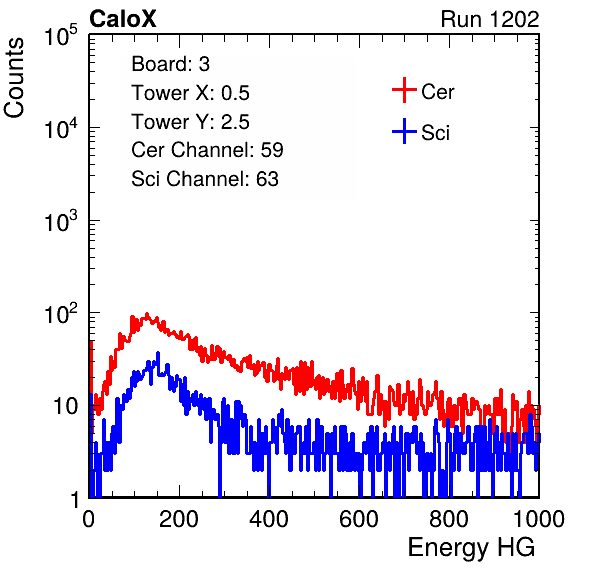 CaloX Run 1202
Counts
10^5
10^4
10^3
10^2
10
1
Board: 3
Tower X: 0.5
Tower Y: 2.5
Cer Channel: 59
Sci Channel: 63
Cer
Sci
0 200 400 600 800 1000
Energy HG